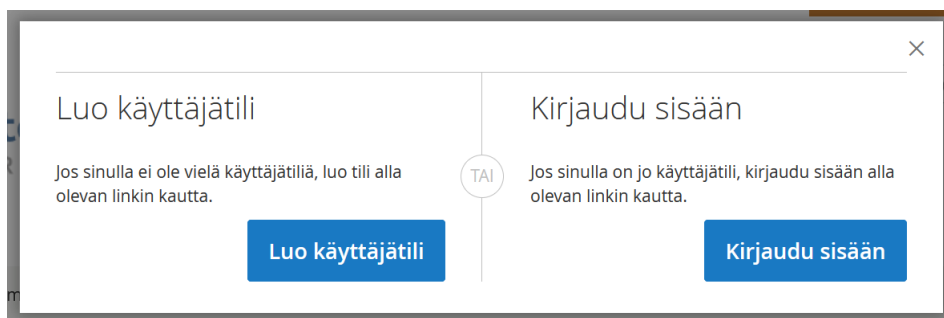 Luo käyttäjätili
Jos sinulla ei ole vielä käyttäjätiliä, luo tili alla
olevan linkin kautta.
Luo käyttäjätili
TAI
Kirjaudu sisään
Jos sinulla on jo käyttäjätili, kirjaudu sisään alla
olevan linkin kautta.
Kirjaudu sisään